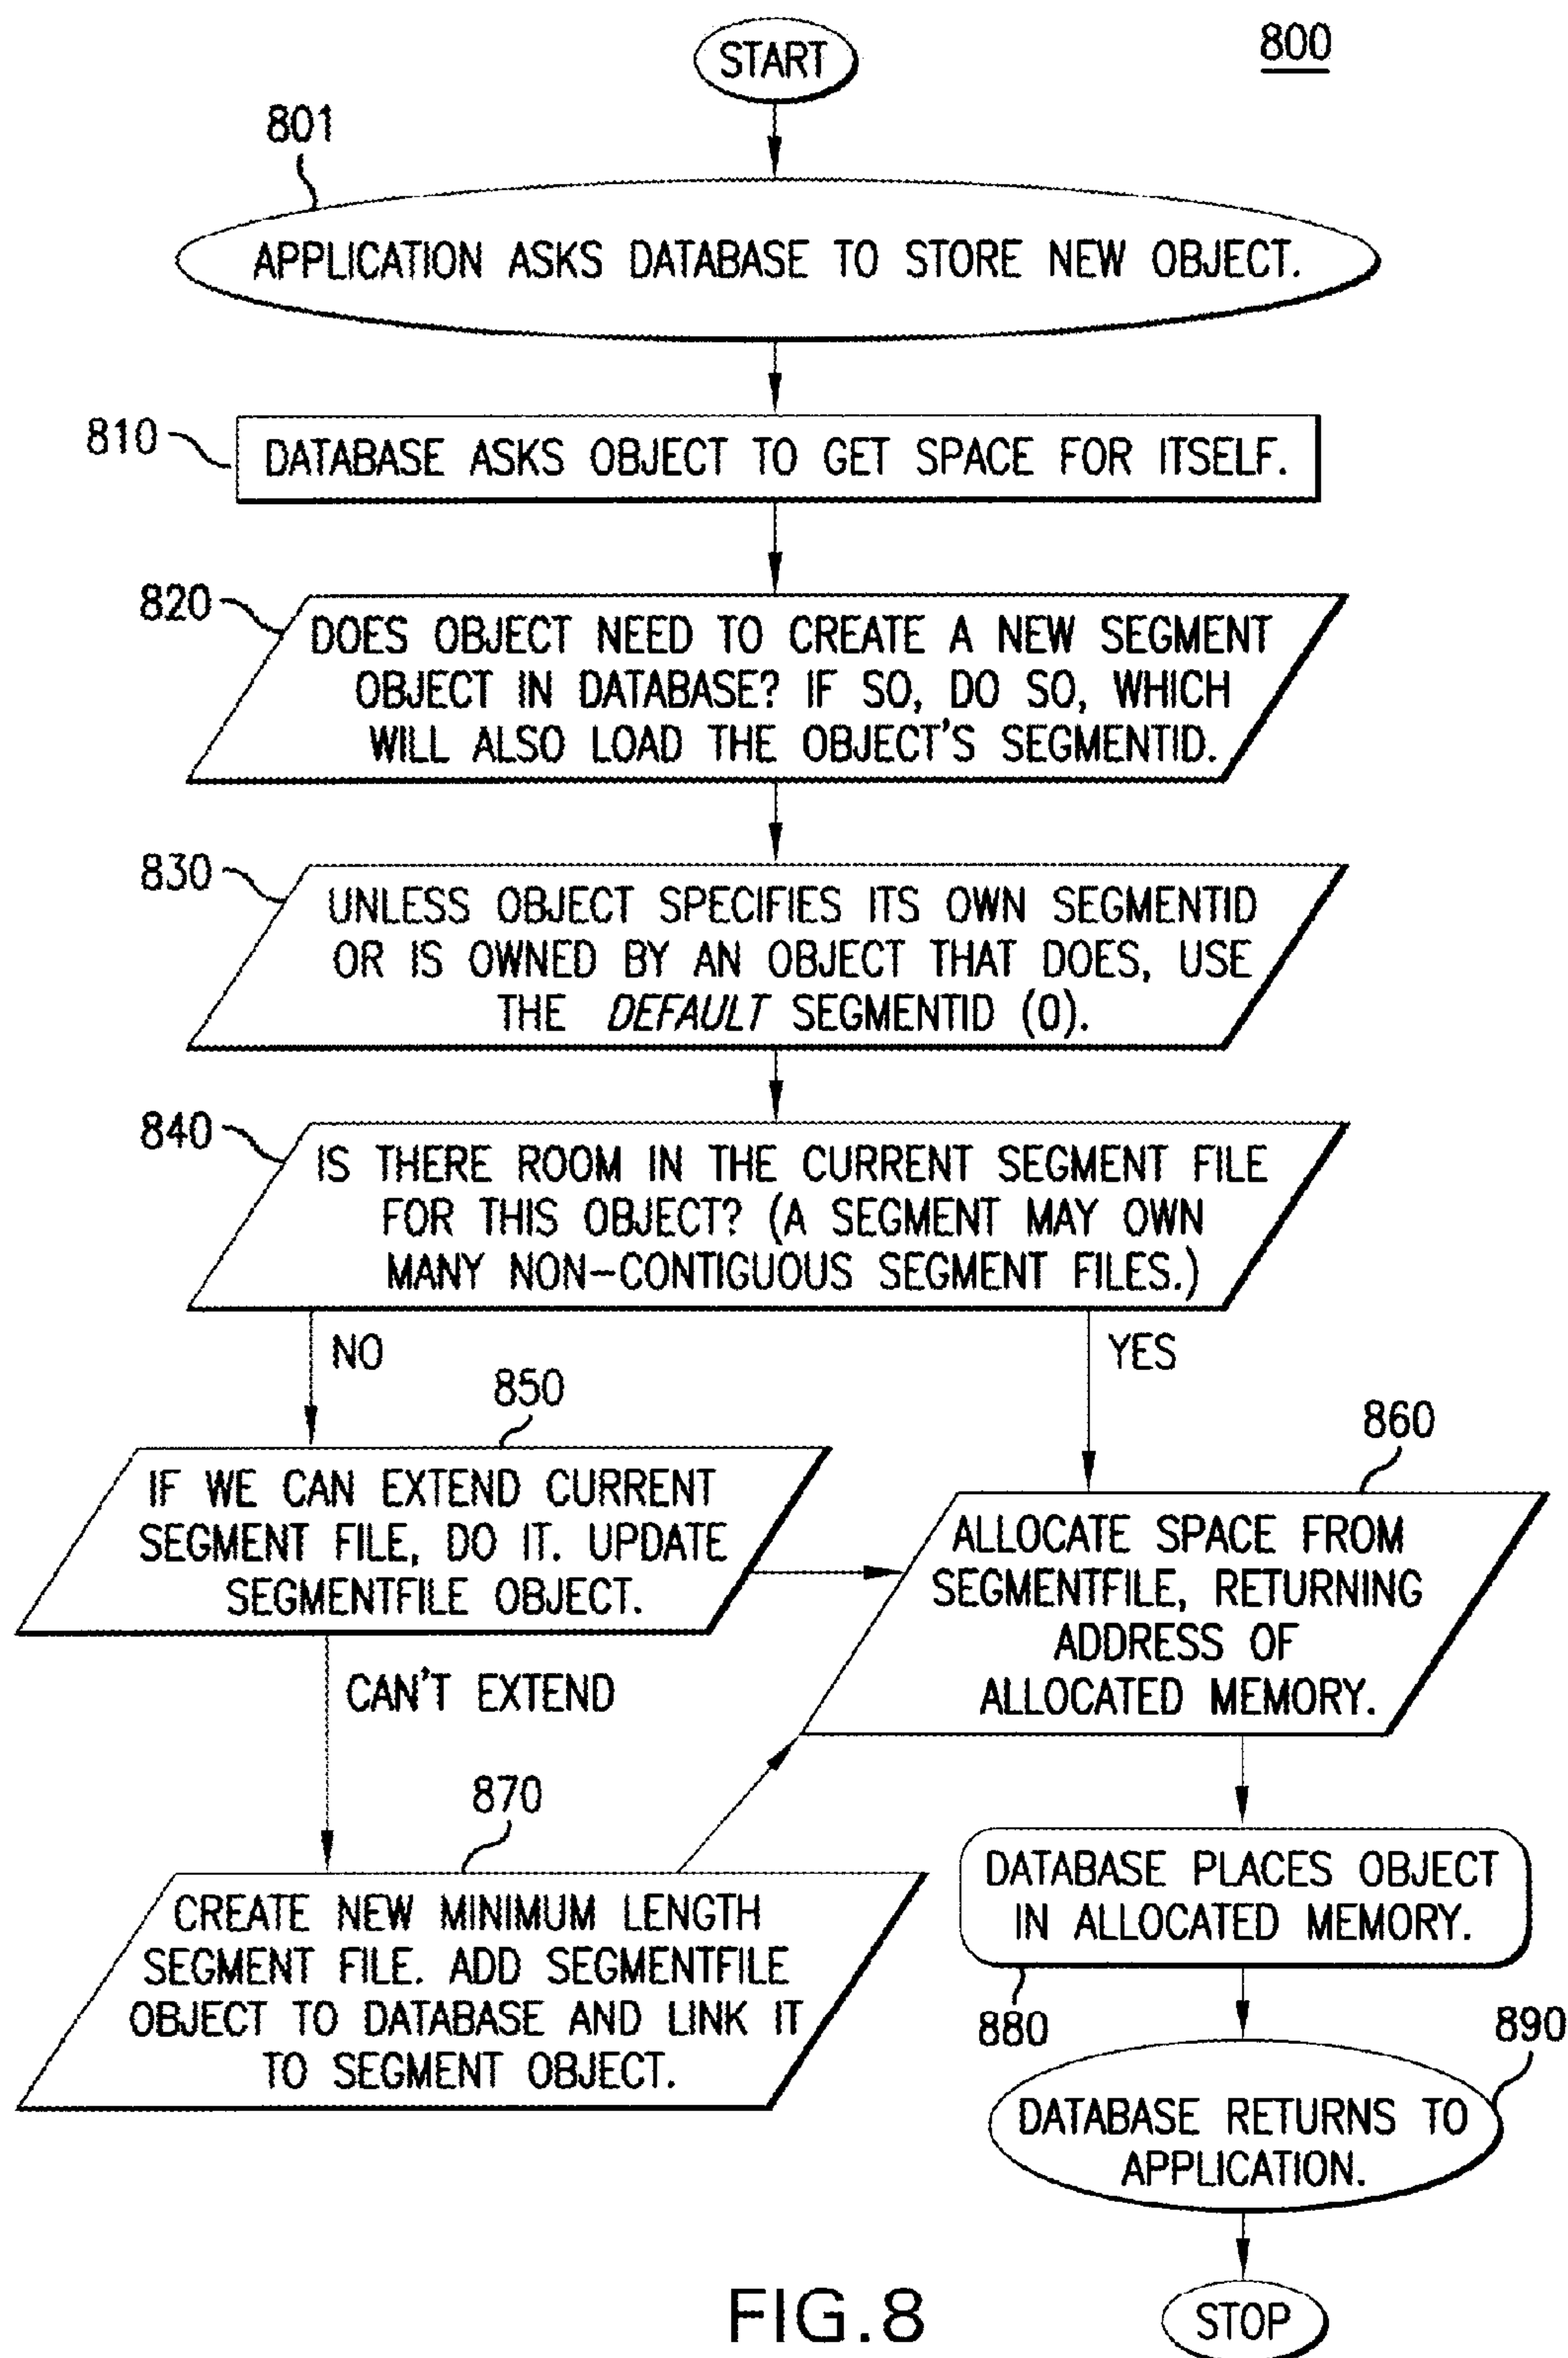 START
800
801
APPLICATION ASKS DATABASE TO STORE NEW OBJECT.
810
DATABASE ASKS OBJECT TO GET SPACE FOR ITSELF.
820
DOES OBJECT NEED TO CREATE A NEW SEGMENT
OBJECT IN DATABASE? IF SO, DO SO, WHICH
WILL ALSO LOAD THE OBJECT'S SEGMENTID.
830
UNLESS OBJECT SPECIFIES ITS OWN SEGMENTID
OR IS OWNED BY AN OBJECT THAT DOES, USE
THE DEFAULT SEGMENTID (0).
840
IS THERE ROOM IN THE CURRENT SEGMENT FILE
FOR THIS OBJECT? (A SEGMENT MAY OWN
MANY NON-CONTIGUOUS SEGMENT FILES.)
NO
YES
850
IF WE CAN EXTEND CURRENT
SEGMENT FILE, DO IT. UPDATE
SEGMENTFILE OBJECT.
860
ALLOCATE SPACE FROM
SEGMENTFILE, RETURNING
ADDRESS OF
ALLOCATED MEMORY.
CAN'T EXTEND
870
CREATE NEW MINIMUM LENGTH
SEGMENT FILE. ADD SEGMENTFILE
OBJECT TO DATABASE AND LINK IT
TO SEGMENT OBJECT.
DATABASE PLACES OBJECT
IN ALLOCATED MEMORY.
880
890
DATABASE RETURNS TO
APPLICATION.
STOP
FIG.8